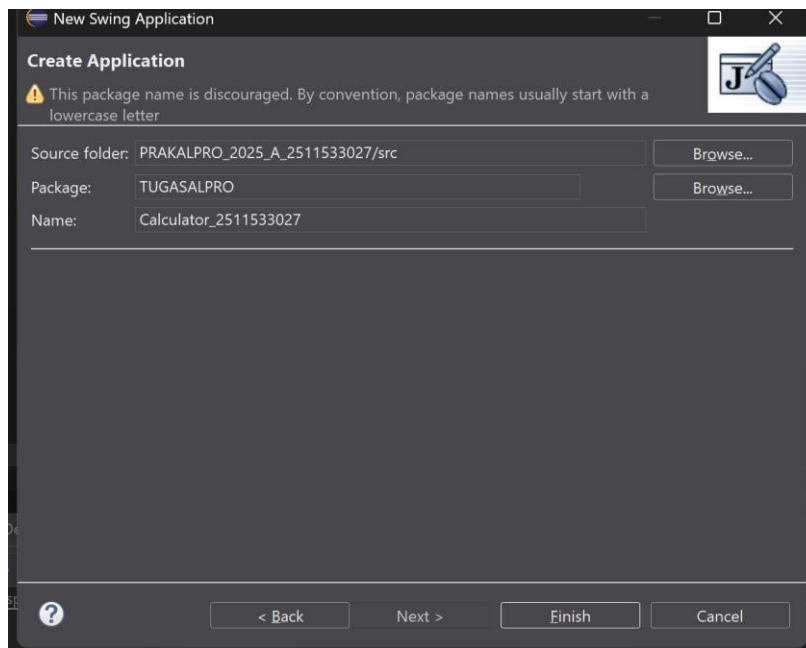 New Swing Application
Create Application
This package name is discouraged. By convention, package names usually start with a
lowercase letter
Source folder: PRAKALPRO_2025_A_2511533027/src Browse...
Package: TUGASALPRO Browse...
Name: Calculator_2511533027
< Back Next > Finish Cancel